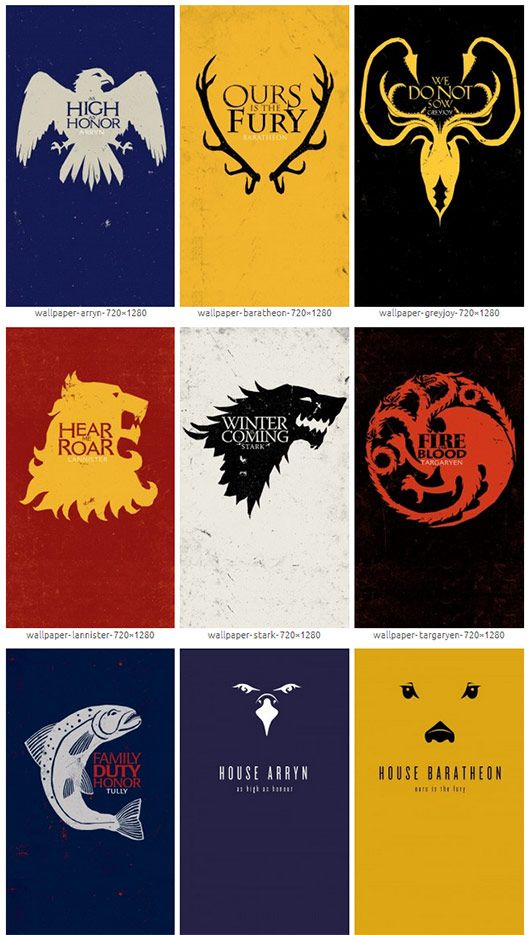 AS
HIGH
AS
HONOR
ARRYN
OURS
IS THE
FURY
BARATHEON
WE
DO NOT
SOW
GREYJOY
wallpaper-arryn-720×1280
wallpaper-baratheon-720×1280
wallpaper-greyjoy-720×1280
HEAR
ME
ROAR
LANNISTER
WINTER
IS
COMING
STARK
FIRE
AND
BLOOD
TARGARYEN
wallpaper-lannister-720×1280
wallpaper-stark-720×1280
wallpaper-targaryen-720×1280
FAMILY
DUTY
HONOR
TULLY
HOUSE ARRYN
as high as honour
HOUSE BARATHEON
ours is the fury